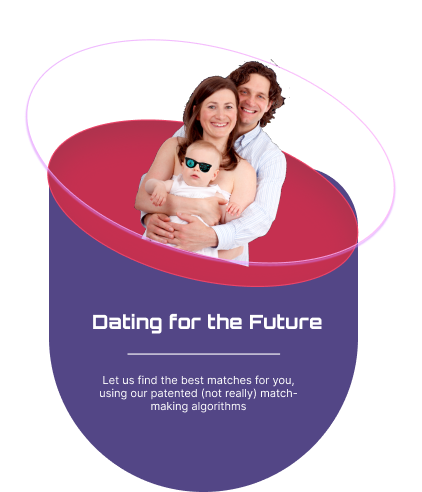 Dating for the Future
Let us find the best matches for you,
using our patented (not really) match-
making algorithms